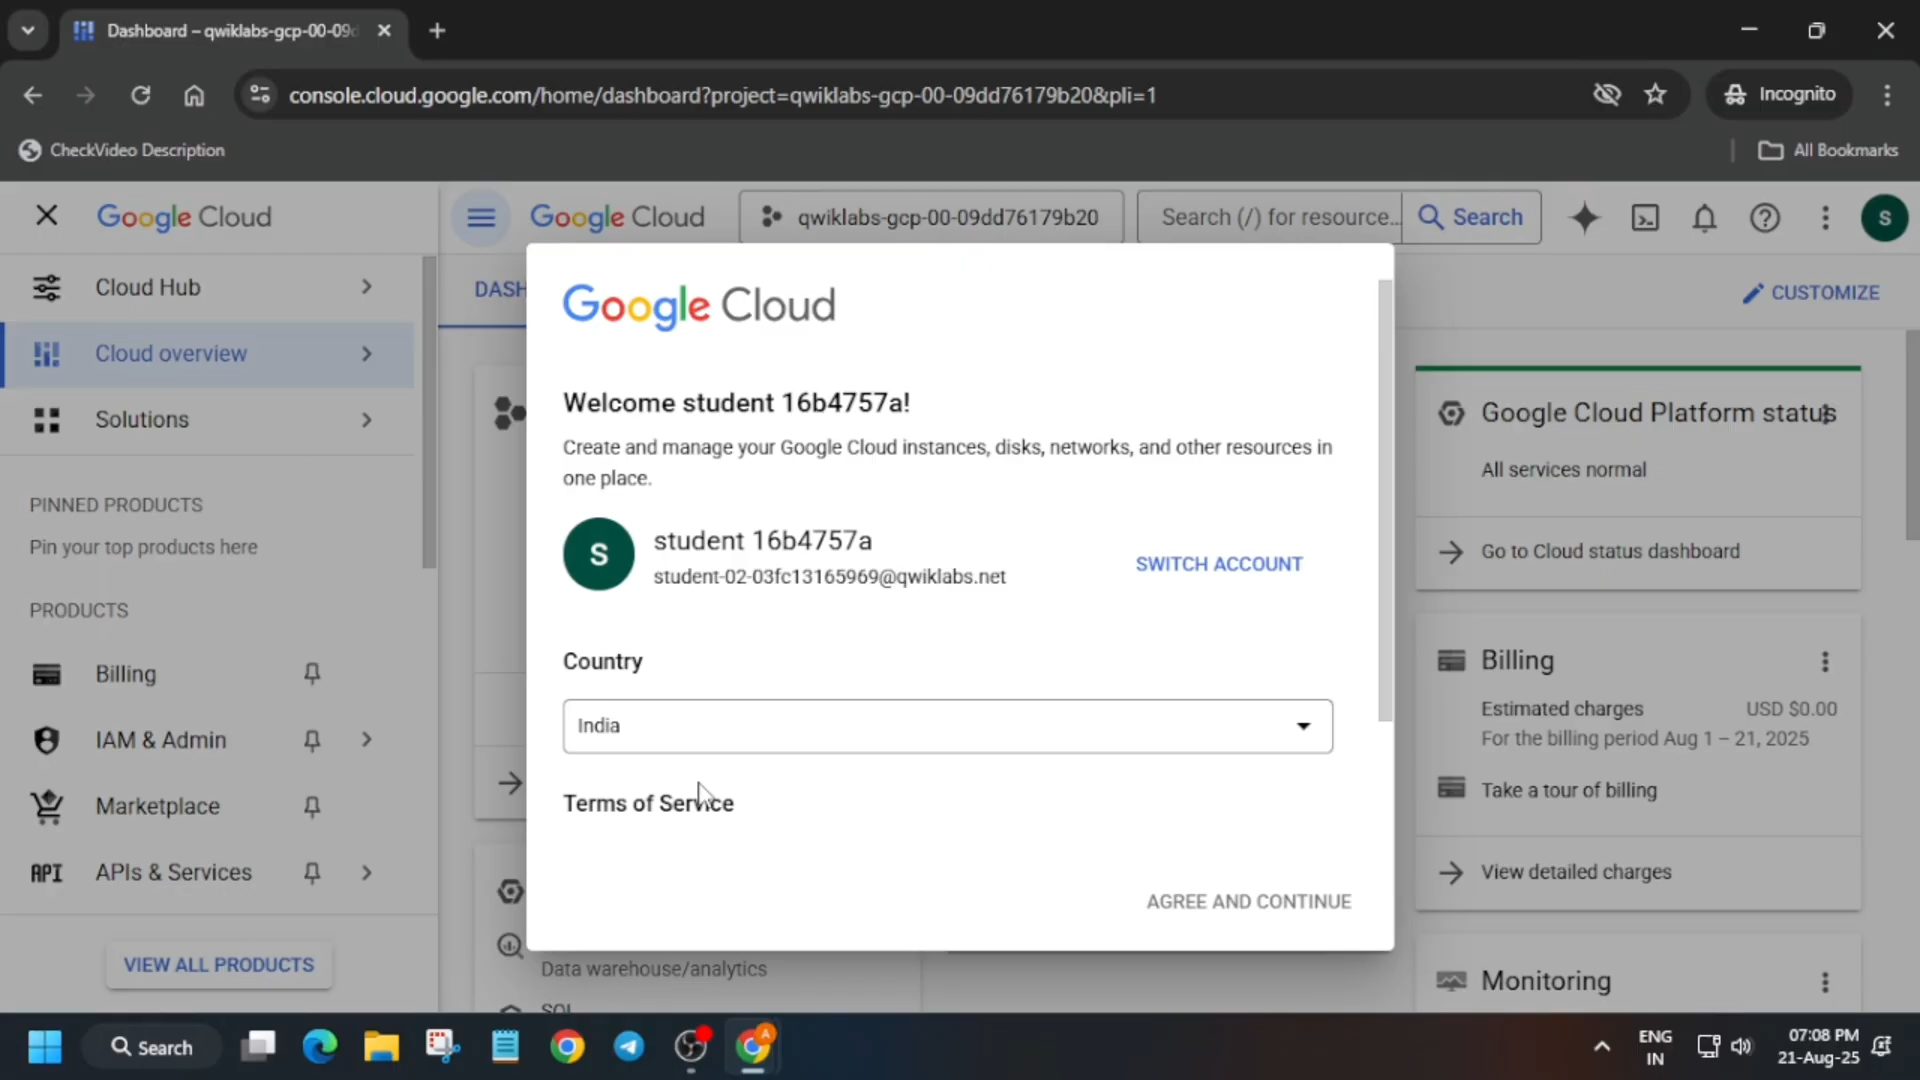 Dashboard – qwiklabs-gcp-00-09d
console.cloud.google.com/home/dashboard?project=qwiklabs-gcp-00-09dd76179b20&pli=1
Incognito
CheckVideo Description
All Bookmarks
Google Cloud
Google Cloud
qwiklabs-gcp-00-09dd76179b20
Search (/) for resource...
Search
S
Cloud Hub
Cloud overview
Solutions
PINNED PRODUCTS
Pin your top products here
PRODUCTS
Billing
IAM & Admin
Marketplace
API APIs & Services
VIEW ALL PRODUCTS
DASH
CUSTOMIZE
Google Cloud
Welcome student 16b4757a!
Create and manage your Google Cloud instances, disks, networks, and other resources in
one place.
S
student 16b4757a
student-02-03fc13165969@qwiklabs.net
SWITCH ACCOUNT
Country
India
Terms of Service
AGREE AND CONTINUE
Data warehouse/analytics
SQL
Google Cloud Platform status
All services normal
Go to Cloud status dashboard
Billing
Estimated charges USD $0.00
For the billing period Aug 1 – 21, 2025
Take a tour of billing
View detailed charges
Monitoring
Search
A
ENG
IN
07:08 PM
21-Aug-25